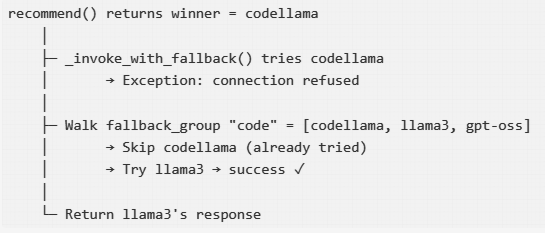 recommend() returns winner = codellama
│
├─ _invoke_with_fallback() tries codellama
│ → Exception: connection refused
│
├─ Walk fallback_group "code" = [codellama, llama3, gpt-oss]
│ → Skip codellama (already tried)
│ → Try llama3 → success ✓
│
└─ Return llama3's response